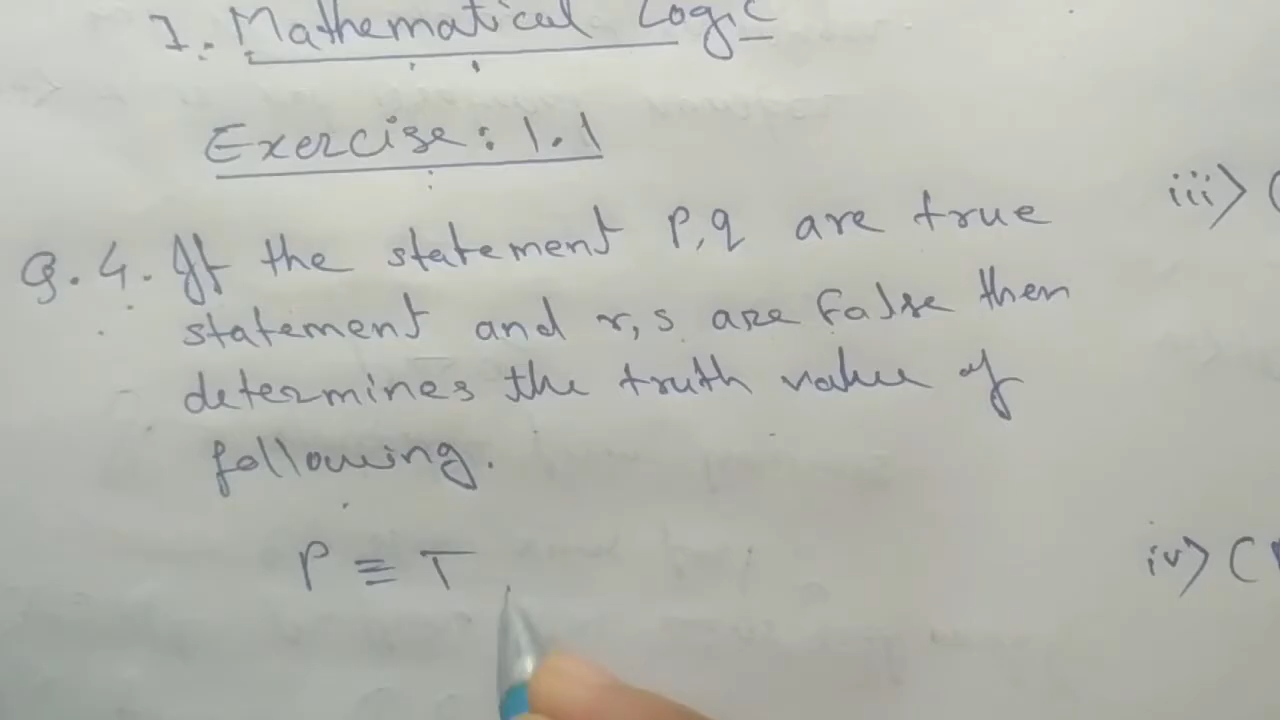 1. Mathematical Logic
Exercise: 1.1
Q.4. If the statement p, q are true
statement and r, s are false then
determines the truth value of
following.
P ≡ T
iii) (
iv) (